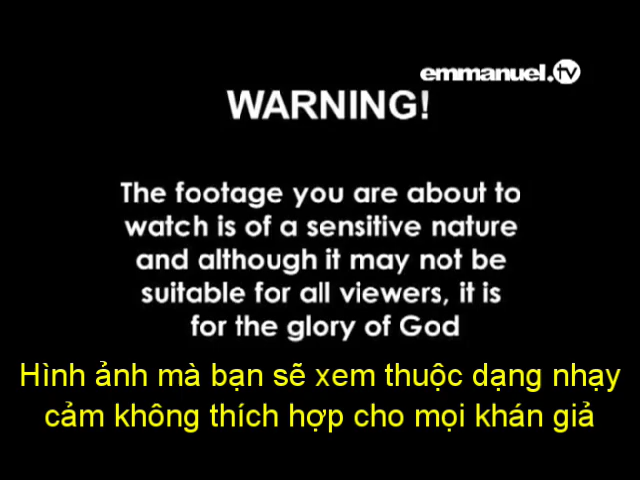 emmanuel.tv
WARNING!
The footage you are about to
watch is of a sensitive nature
and although it may not be
suitable for all viewers, it is
for the glory of God
Hình ảnh mà bạn sẽ xem thuộc dạng nhạy
cảm không thích hợp cho mọi khán giả